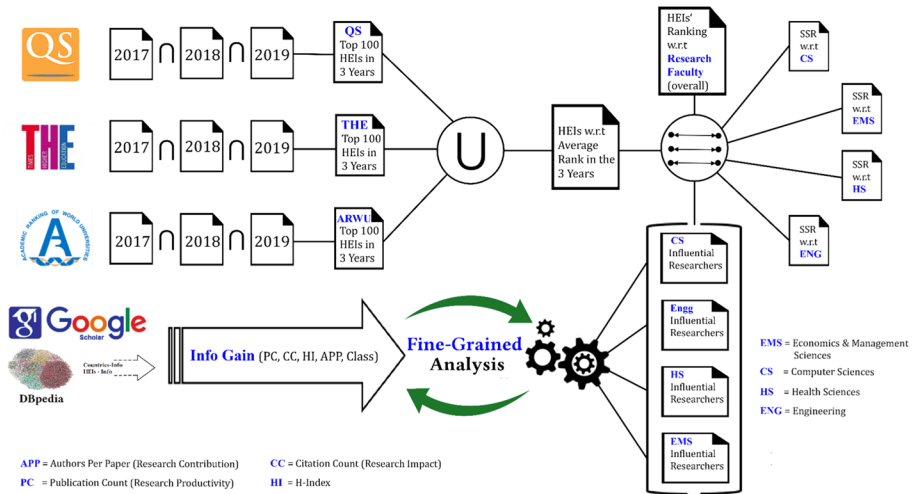 QS
2017
2018
2019
QS
Top 100
HEIs in
3 Years
THE
TIMES
HIGHER
EDUCATION
2017
2018
2019
THE
Top 100
HEIs in
3 Years
ACADEMIC RANKING OF WORLD UNIVERSITIES
2017
2018
2019
ARWU
Top 100
HEIs in
3 Years
U
HEIs w.r.t
Average
Rank in the
3 Years
HEIs'
Ranking
w.r.t
Research
Faculty
(overall)
SSR
w.r.t
CS
SSR
w.r.t
EMS
SSR
w.r.t
HS
SSR
w.r.t
ENG
g
Google
Scholar
DBpedia
Countries-Info
HEIs - Info
Info Gain (PC, CC, HI, APP, Class)
Fine-Grained
Analysis
CS
Influential
Researchers
Engg
Influential
Researchers
HS
Influential
Researchers
EMS
Influential
Researchers
EMS = Economics & Management
Sciences
CS = Computer Sciences
HS = Health Sciences
ENG = Engineering
APP = Authors Per Paper (Research Contribution)
CC = Citation Count (Research Impact)
PC = Publication Count (Research Productivity)
HI = H-Index